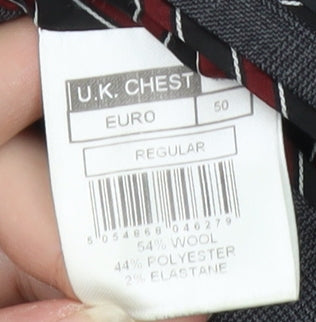 U.K. CHEST
EURO 50
REGULAR
5 054868 046279
54% WOOL
44% POLYESTER
2% ELASTANE